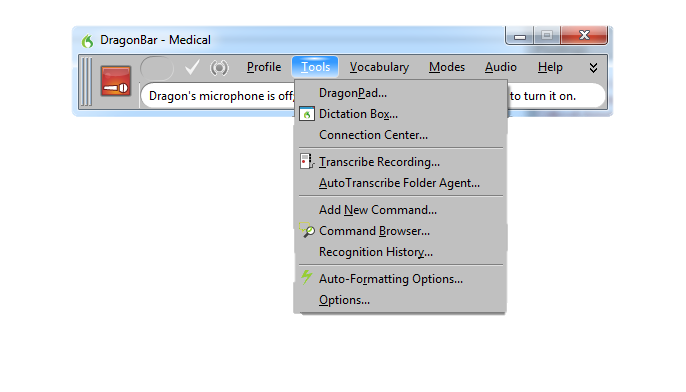 DragonBar - Medical
Profile Tools Vocabulary Modes Audio Help
Dragon's microphone is off, to turn it on.
DragonPad...
Dictation Box...
Connection Center...
Transcribe Recording...
AutoTranscribe Folder Agent...
Add New Command...
Command Browser...
Recognition History...
Auto-Formatting Options...
Options...